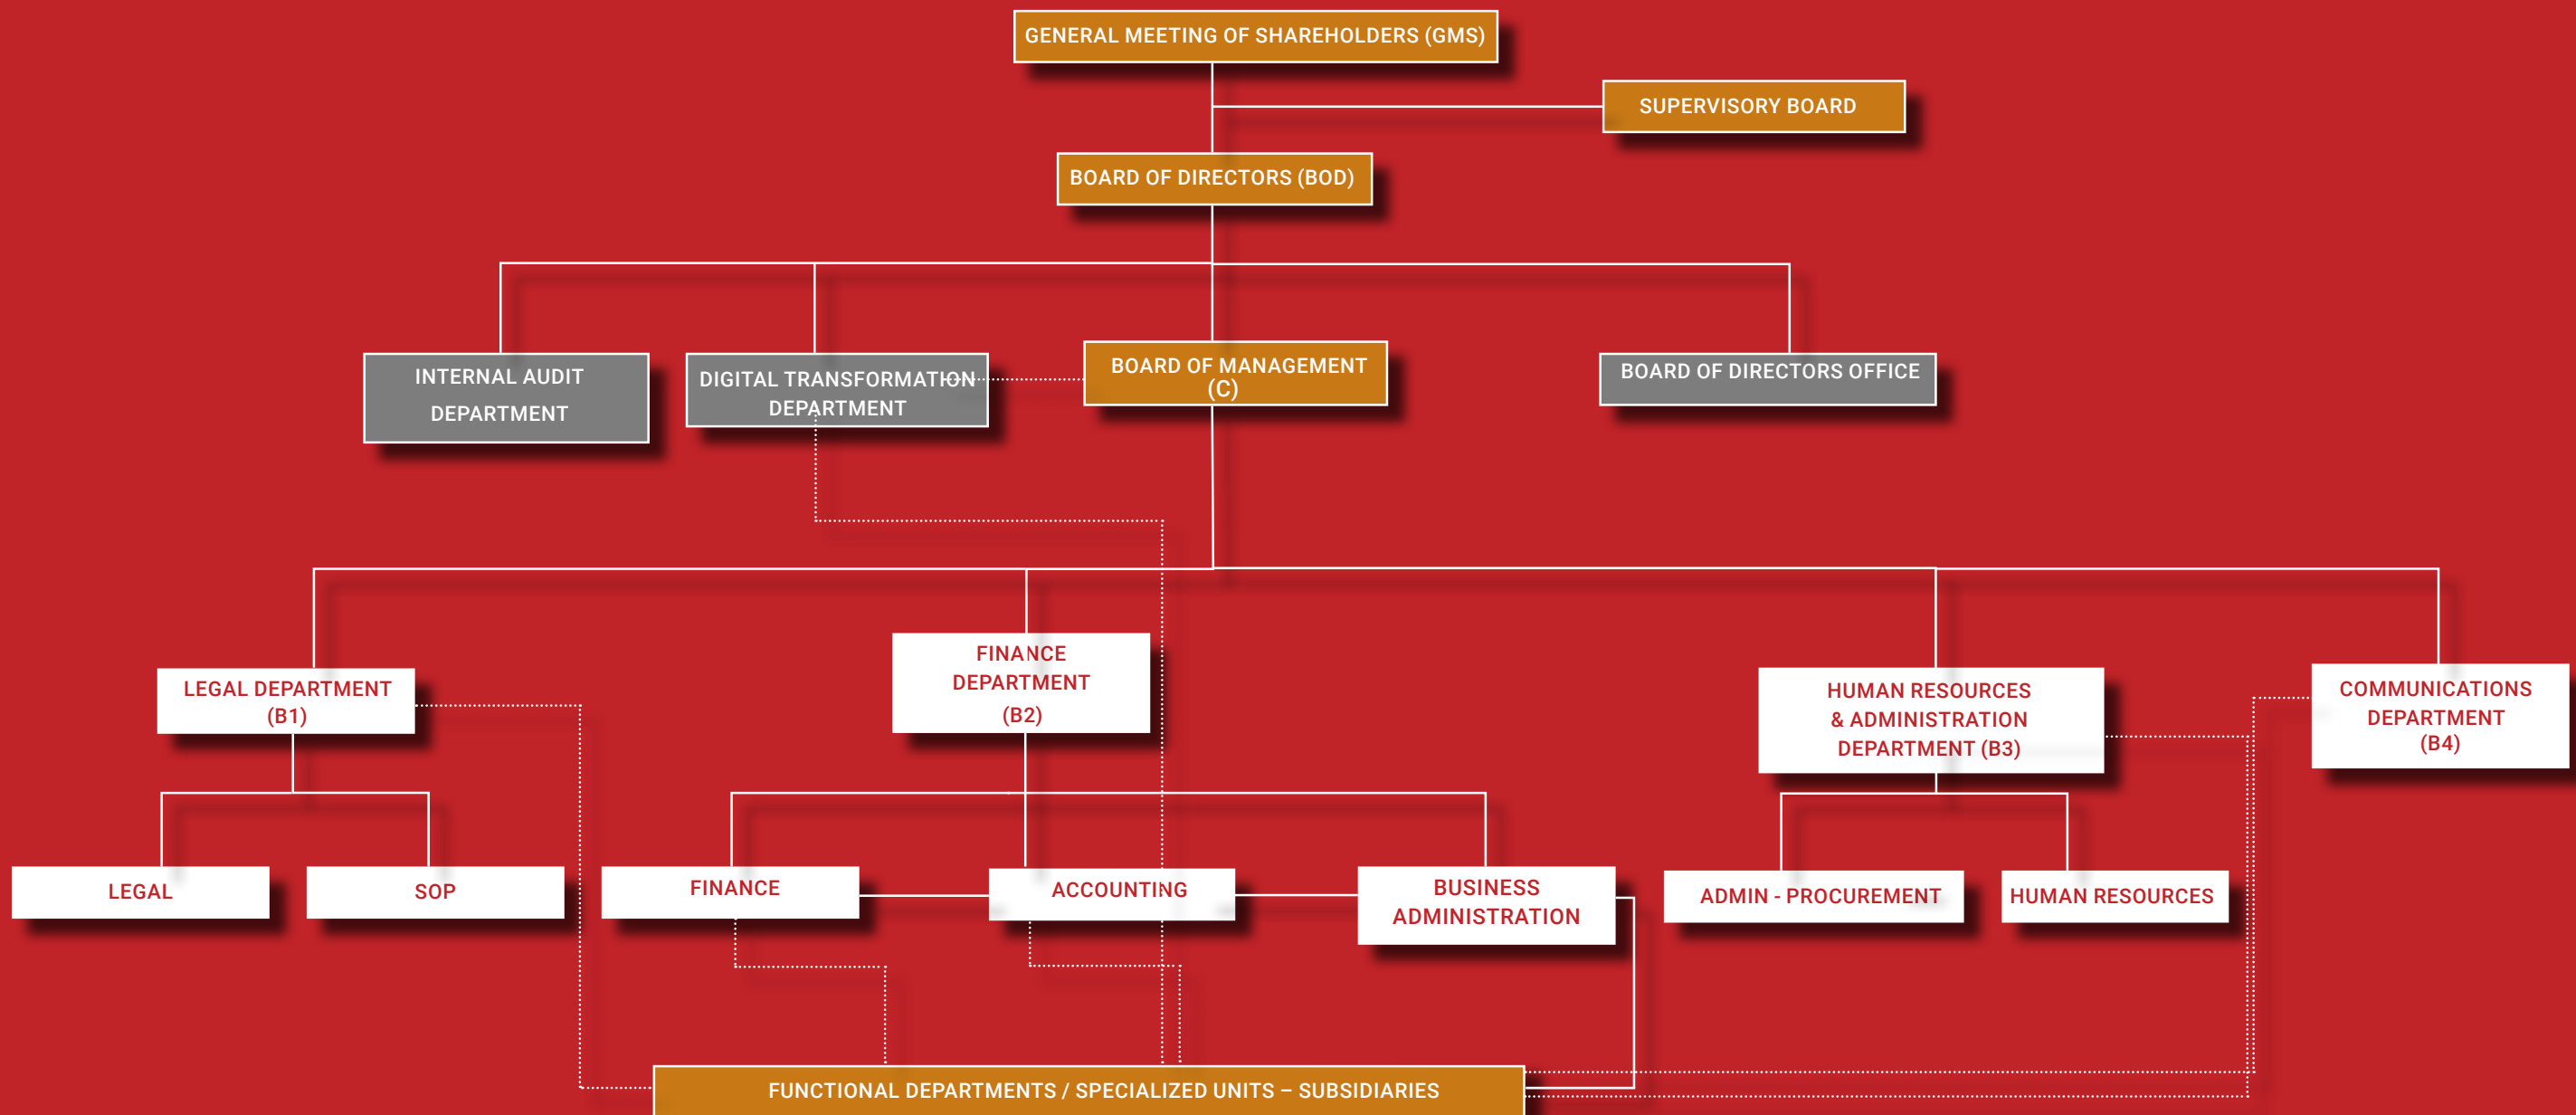 GENERAL MEETING OF SHAREHOLDERS (GMS)
SUPERVISORY BOARD
BOARD OF DIRECTORS (BOD)
INTERNAL AUDIT
DEPARTMENT
DIGITAL TRANSFORMATION
DEPARTMENT
BOARD OF MANAGEMENT
(C)
BOARD OF DIRECTORS OFFICE
LEGAL DEPARTMENT
(B1)
FINANCE
DEPARTMENT
(B2)
HUMAN RESOURCES
& ADMINISTRATION
DEPARTMENT (B3)
COMMUNICATIONS
DEPARTMENT
(B4)
LEGAL
SOP
FINANCE
ACCOUNTING
BUSINESS
ADMINISTRATION
ADMIN - PROCUREMENT
HUMAN RESOURCES
FUNCTIONAL DEPARTMENTS / SPECIALIZED UNITS – SUBSIDIARIES